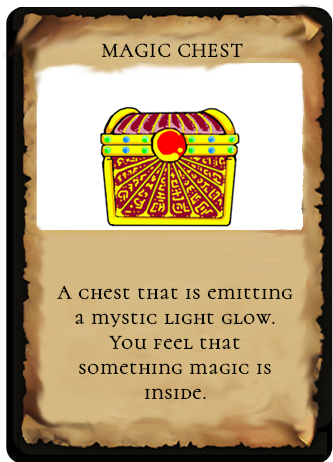 MAGIC CHEST
A chest that is emitting
a mystic light glow.
You feel that
something magic is
inside.